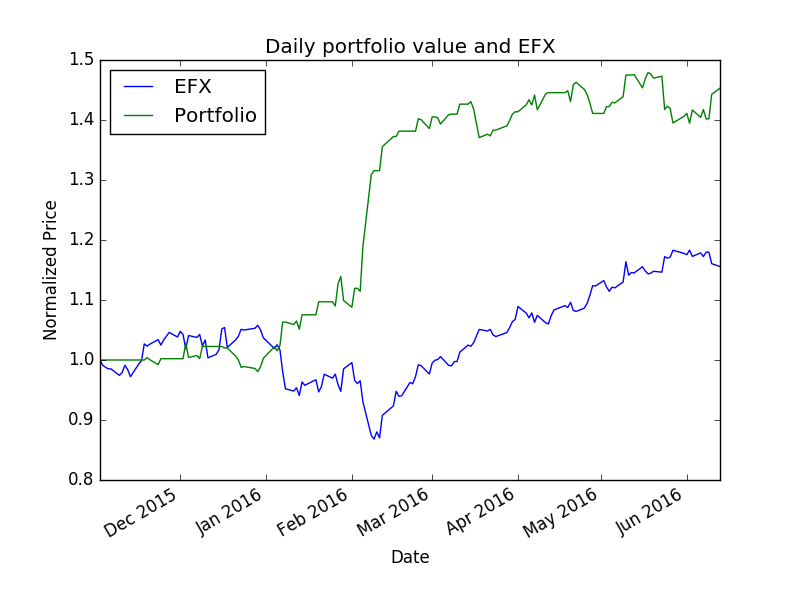 Daily portfolio value and EFX
EFX
Portfolio
Normalized Price
1.5
1.4
1.3
1.2
1.1
1.0
0.9
0.8
Dec 2015
Jan 2016
Feb 2016
Mar 2016
Apr 2016
May 2016
Jun 2016
Date